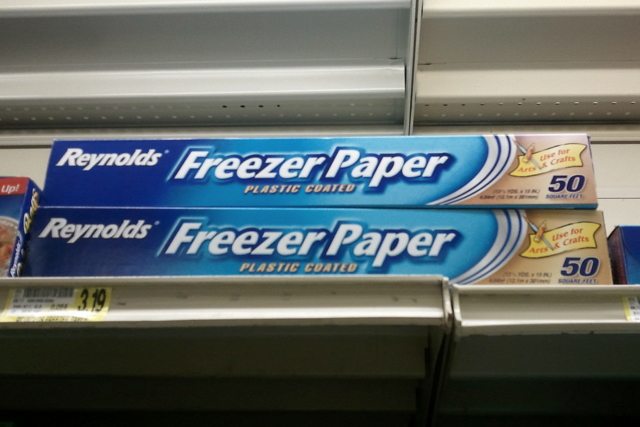 Up!
Reynolds® Freezer Paper
PLASTIC COATED
Use for
Arts & Crafts
50
SQUARE FEET
Reynolds® Freezer Paper
PLASTIC COATED
Use for
Arts & Crafts
50
SQUARE FEET
3.19